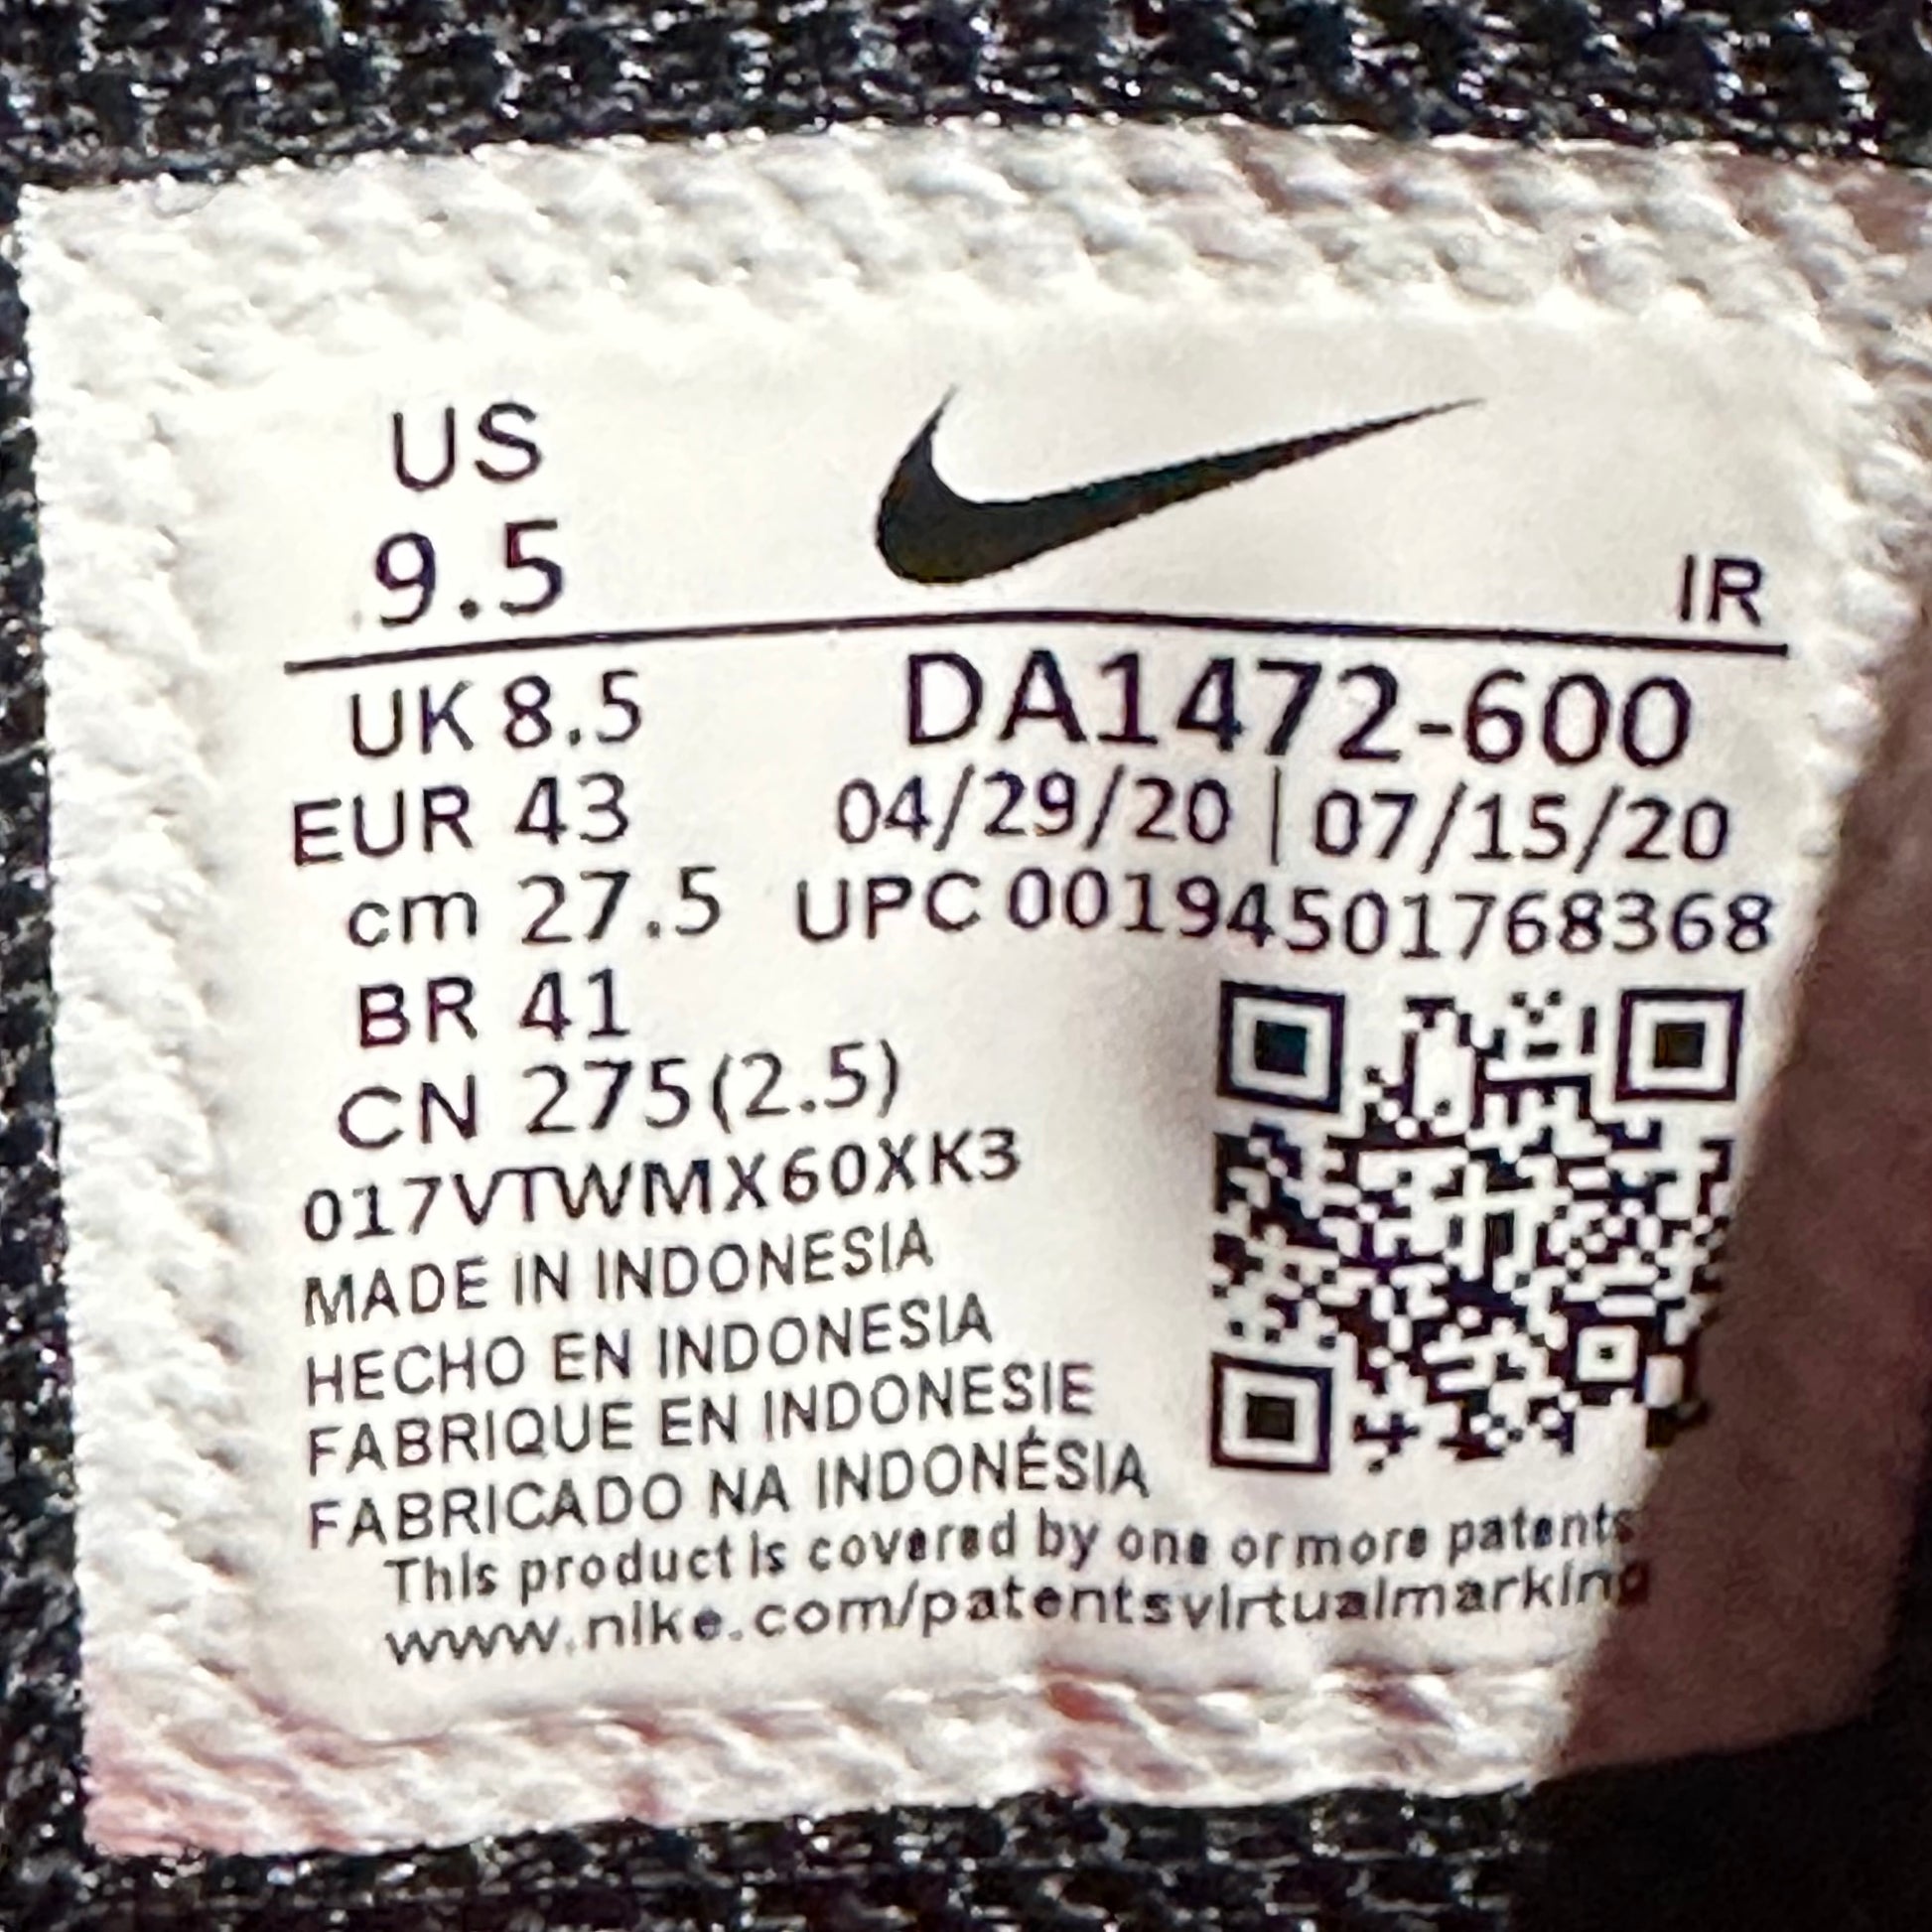 US
9.5
IR
UK 8.5
EUR 43
cm 27.5
BR 41
CN 275(2.5)
DA1472-600
04/29/20 | 07/15/20
UPC 00194501768368
017VTWMX60XK3
MADE IN INDONESIA
HECHO EN INDONESIA
FABRIQUE EN INDONESIE
FABRICADO NA INDONÉSIA
This product is covered by one or more patents
www.nike.com/patentsvirtualmarking